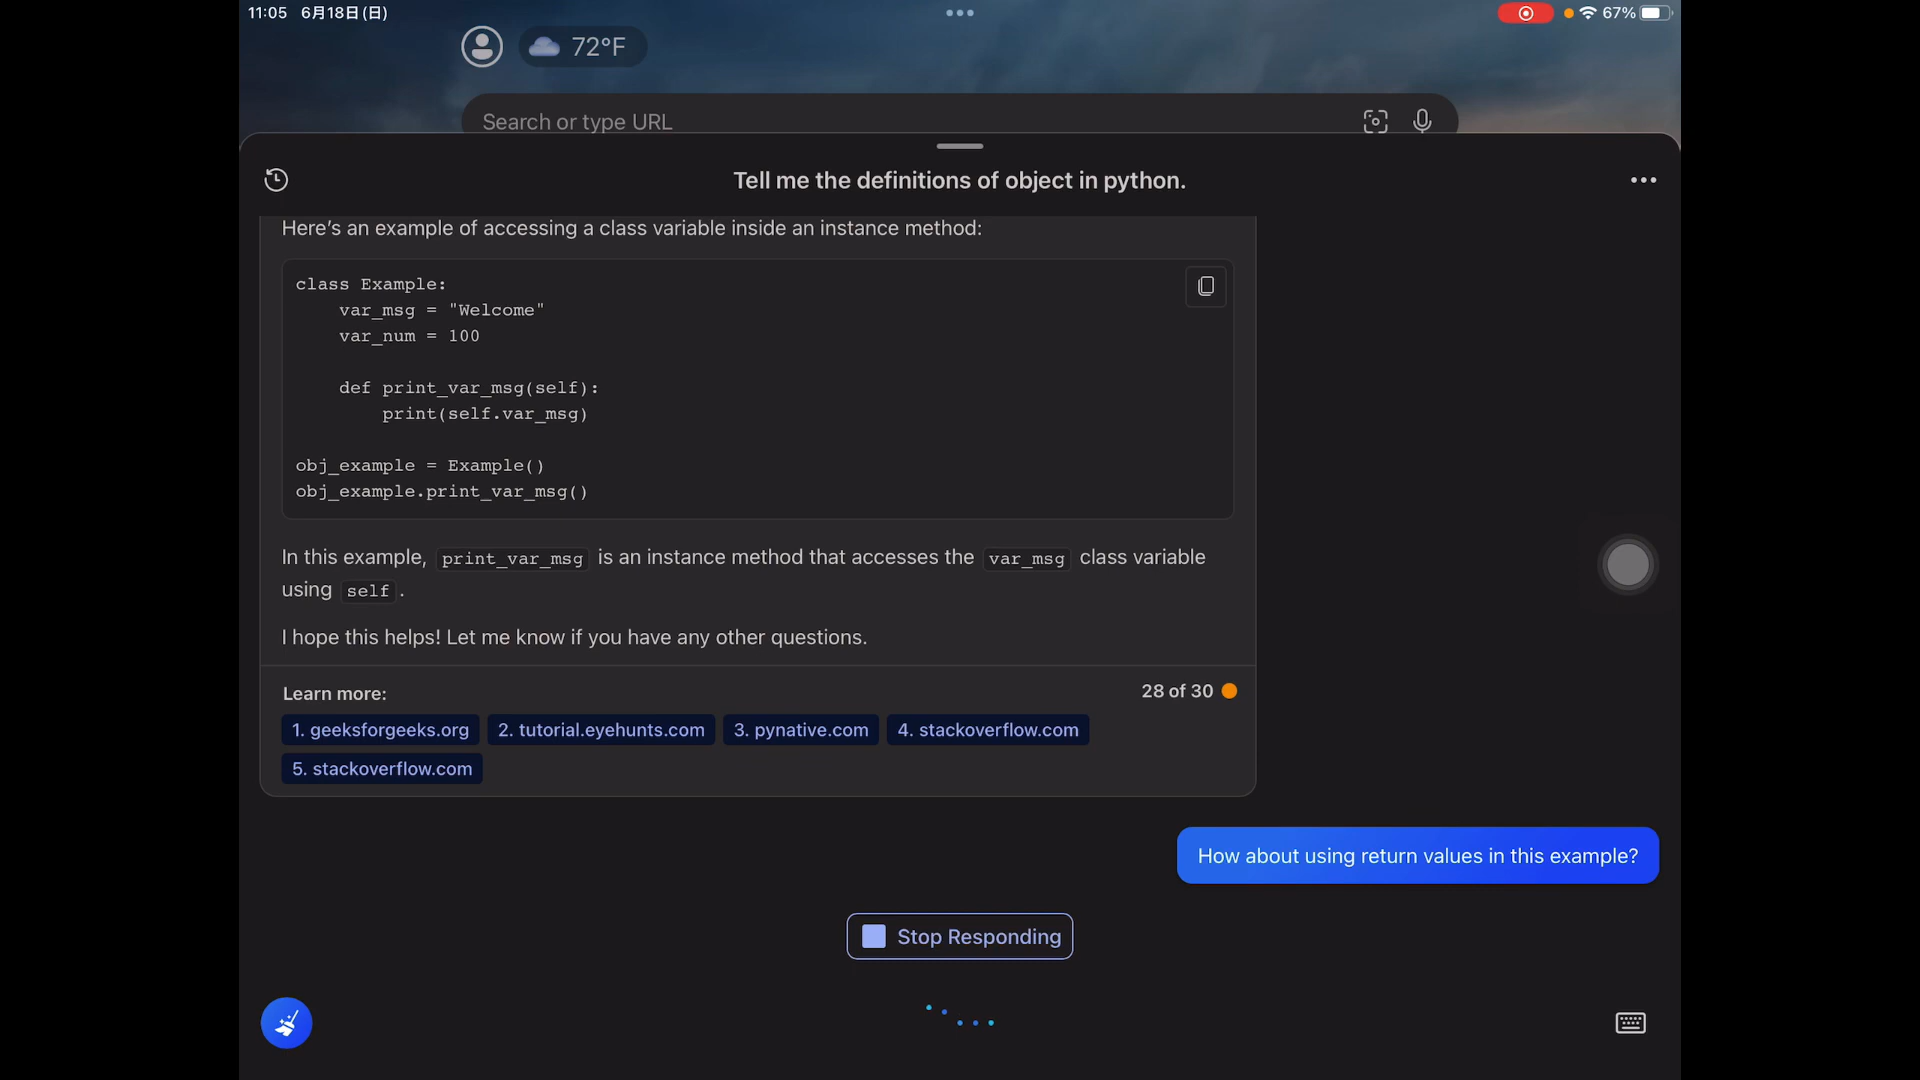 11:05 6月18日(日)
67%
72°F
Search or type URL
Tell me the definitions of object in python.
Here's an example of accessing a class variable inside an instance method:
class Example:
    var_msg = "Welcome"
    var_num = 100
    def print_var_msg(self):
        print(self.var_msg)
obj_example = Example()
obj_example.print_var_msg()
In this example, print_var_msg is an instance method that accesses the var_msg class variable
using self.
I hope this helps! Let me know if you have any other questions.
Learn more:
28 of 30
1. geeksforgeeks.org 2. tutorial.eyehunts.com 3. pynative.com 4. stackoverflow.com
5. stackoverflow.com
How about using return values in this example?
Stop Responding